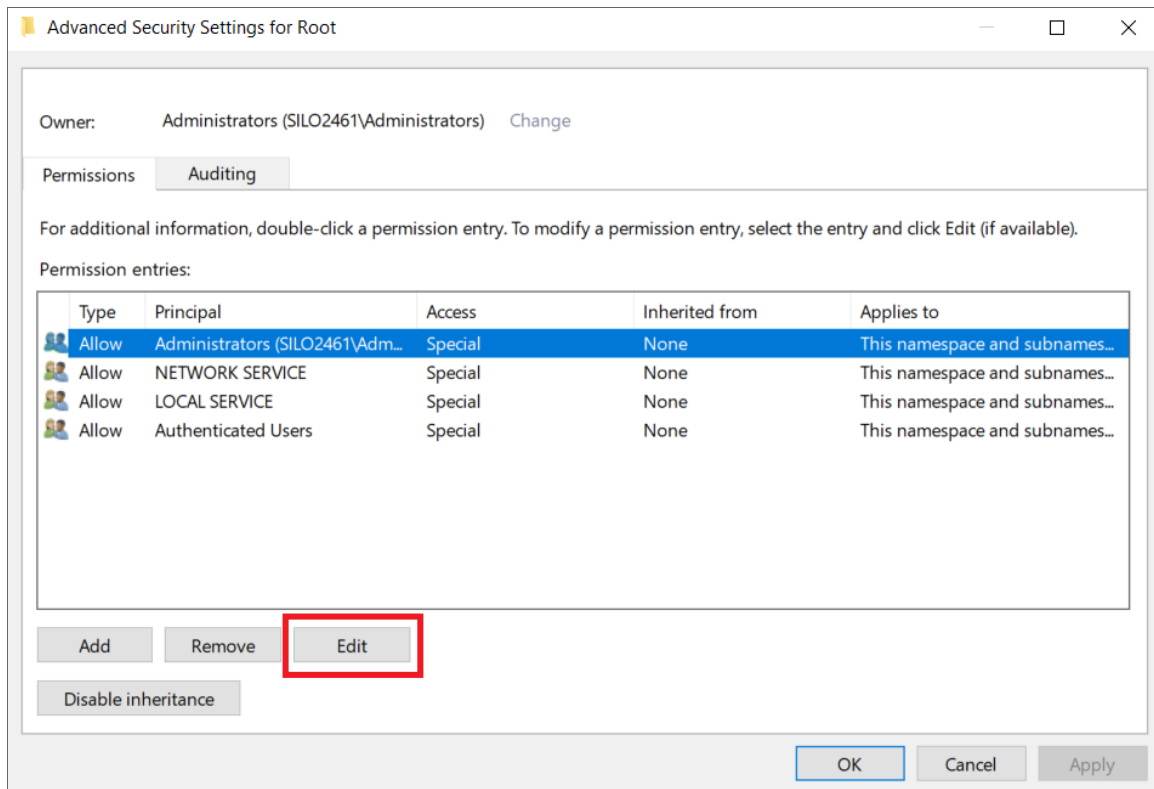 Advanced Security Settings for Root
Owner: Administrators (SILO2461\Administrators) Change
Permissions Auditing
For additional information, double-click a permission entry. To modify a permission entry, select the entry and click Edit (if available).
Permission entries:
Type Principal Access Inherited from Applies to
Allow Administrators (SILO2461\Adm... Special None This namespace and subnames...
Allow NETWORK SERVICE Special None This namespace and subnames...
Allow LOCAL SERVICE Special None This namespace and subnames...
Allow Authenticated Users Special None This namespace and subnames...
Add Remove Edit
Disable inheritance
OK Cancel Apply